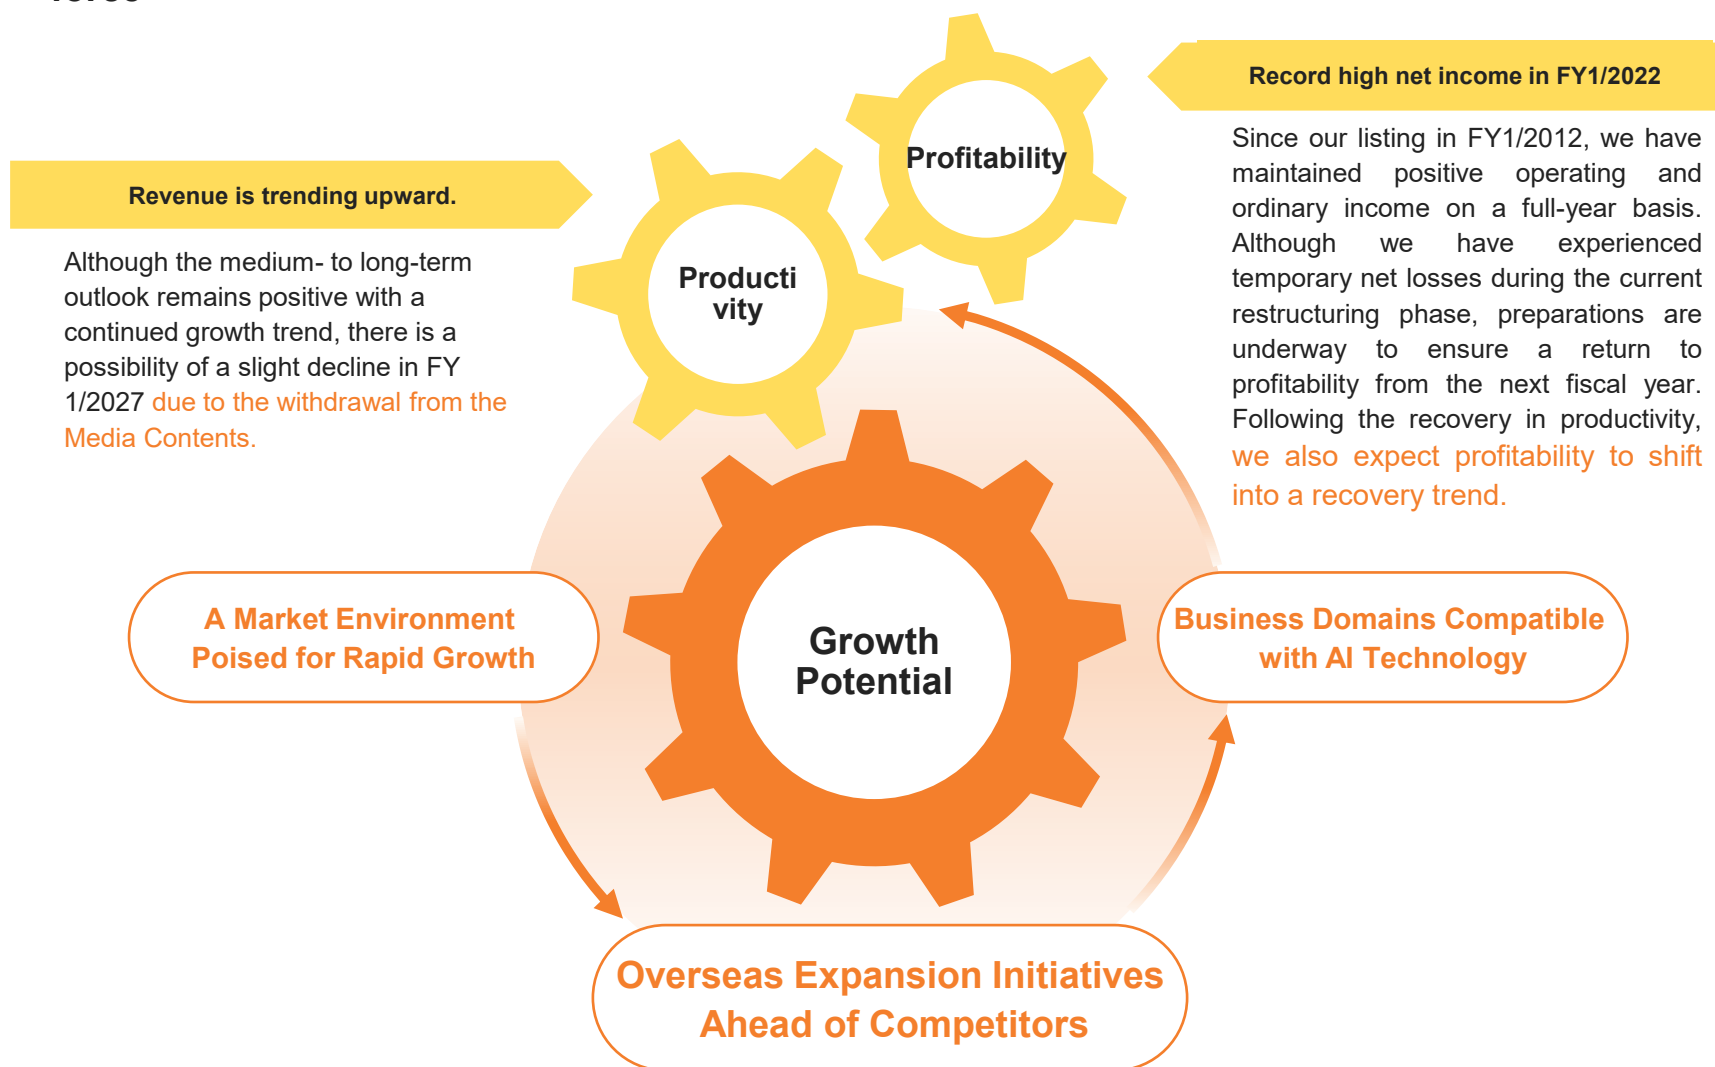 Record high net income in FY1/2022
Since our listing in FY1/2012, we have
maintained positive operating and
ordinary income on a full-year basis.
Although we have experienced
temporary net losses during the current
restructuring phase, preparations are
underway to ensure a return to
profitability from the next fiscal year.
Following the recovery in productivity,
we also expect profitability to shift
into a recovery trend.
Profitability
Revenue is trending upward.
Although the medium- to long-term
outlook remains positive with a
continued growth trend, there is a
possibility of a slight decline in FY
1/2027 due to the withdrawal from the
Media Contents.
Producti
vity
A Market Environment
Poised for Rapid Growth
Growth
Potential
Business Domains Compatible
with AI Technology
Overseas Expansion Initiatives
Ahead of Competitors